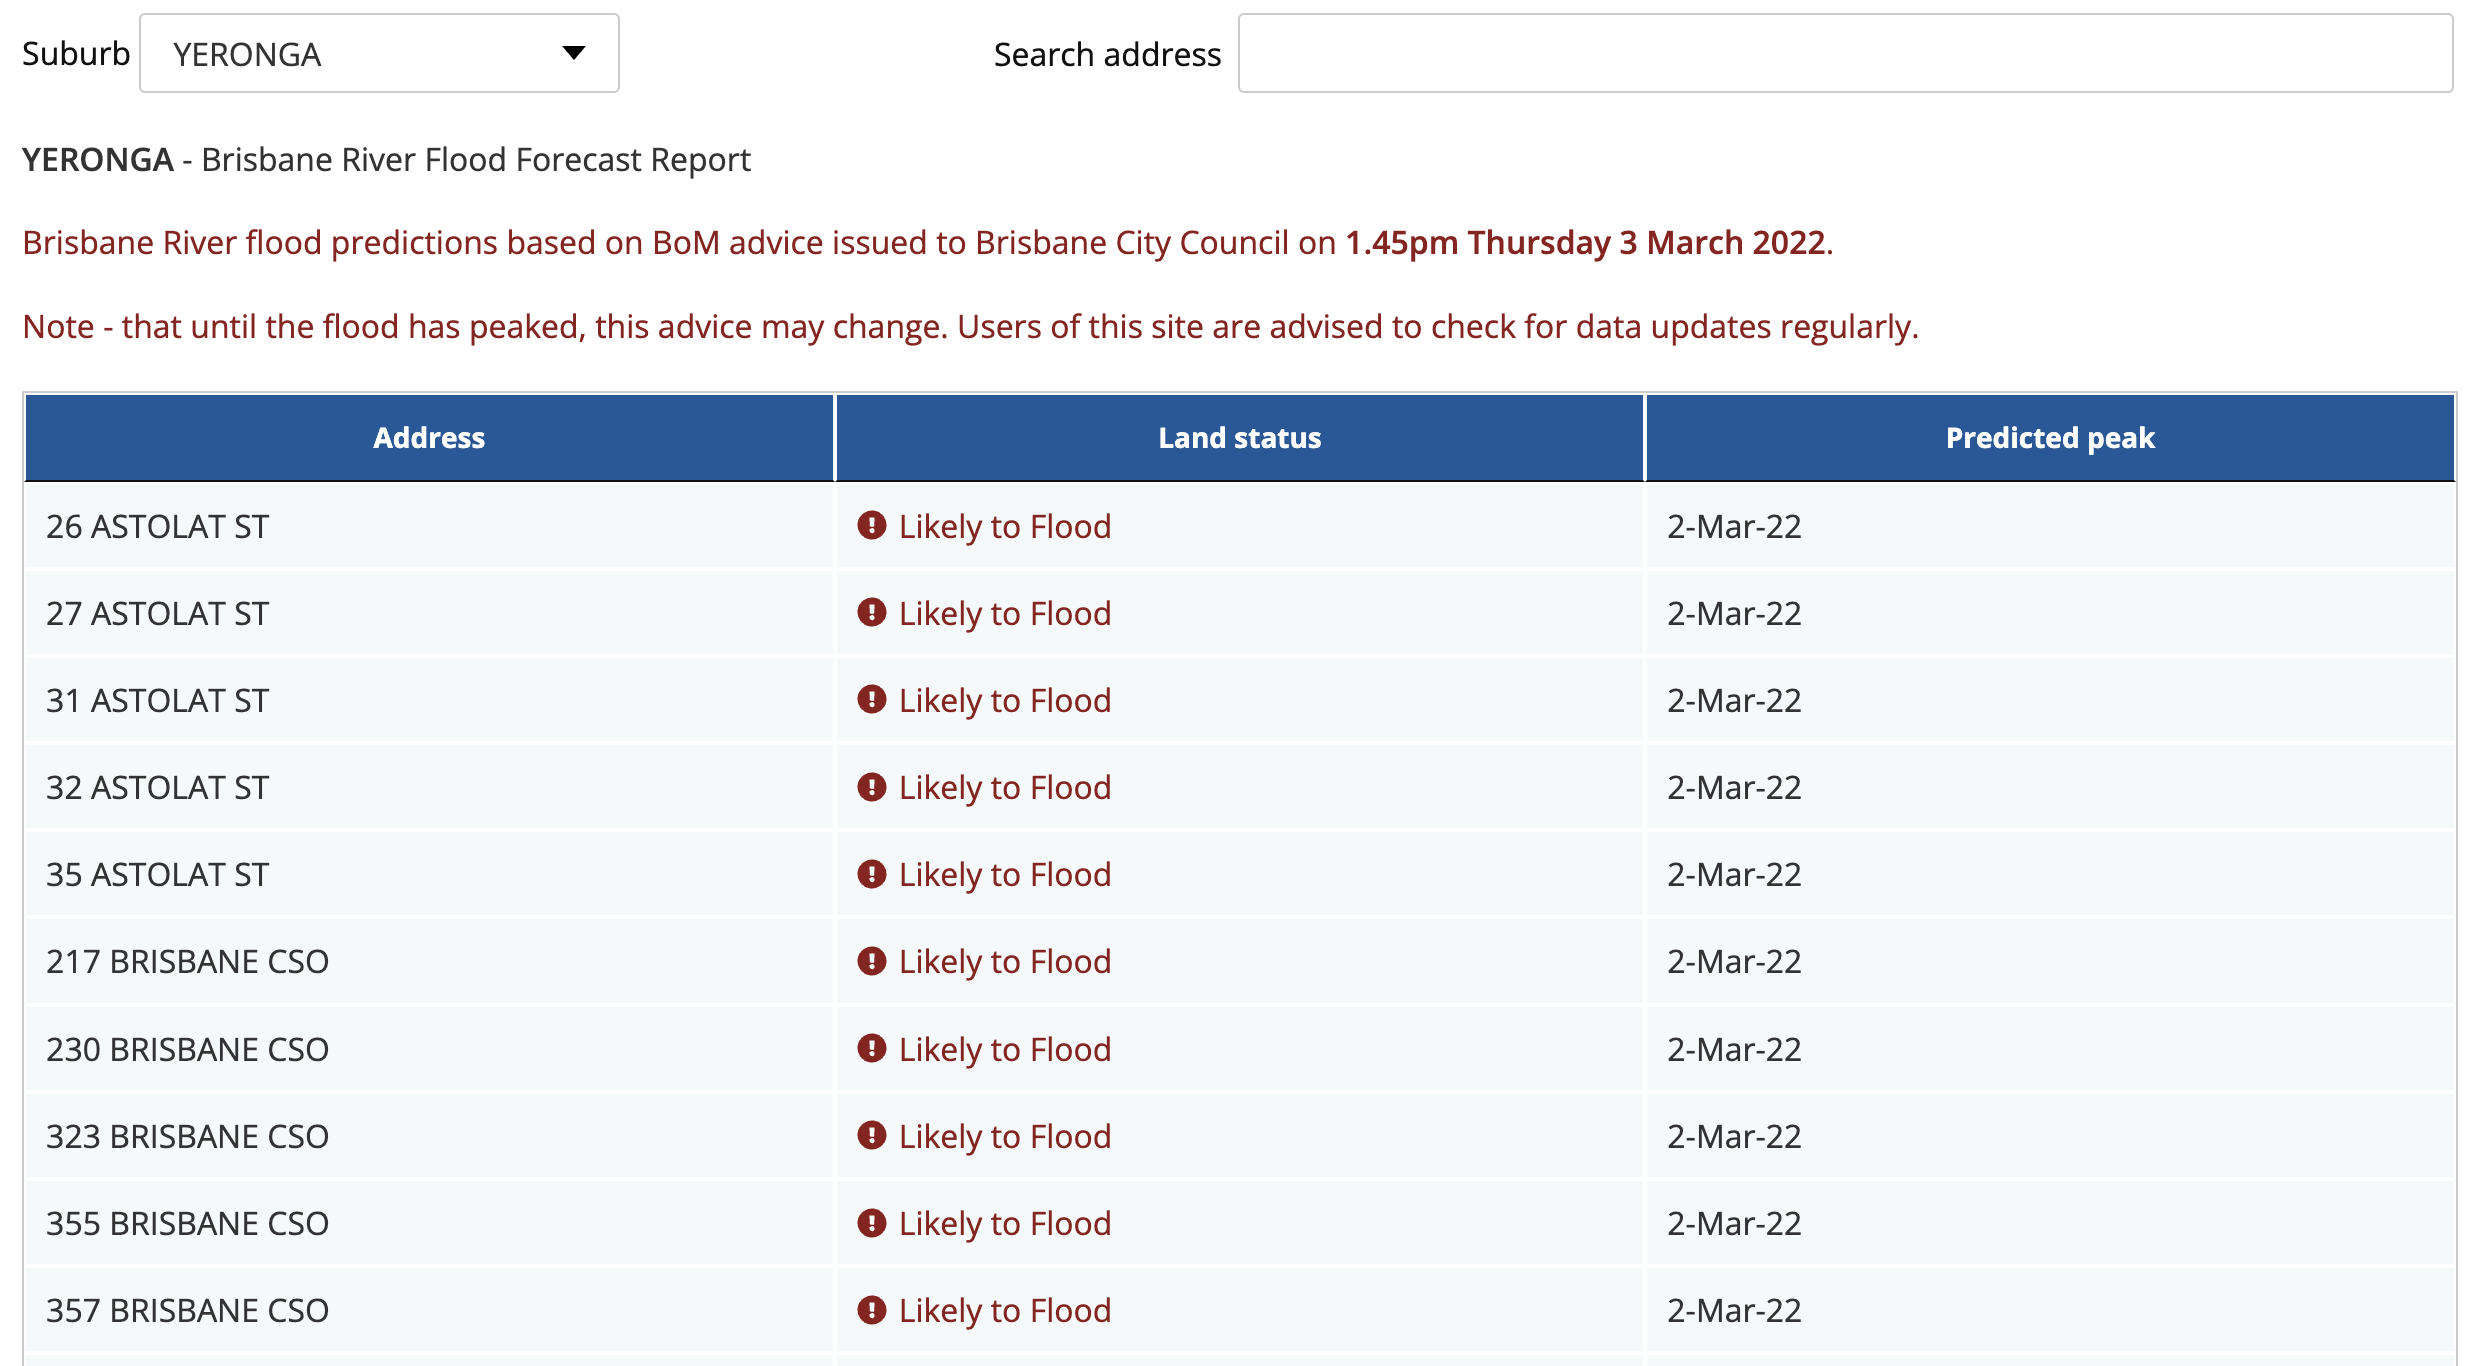 Suburb YERONGA Search address
YERONGA - Brisbane River Flood Forecast Report
Brisbane River flood predictions based on BoM advice issued to Brisbane City Council on 1.45pm Thursday 3 March 2022.
Note - that until the flood has peaked, this advice may change. Users of this site are advised to check for data updates regularly.
Address Land status Predicted peak
26 ASTOLAT ST Likely to Flood 2-Mar-22
27 ASTOLAT ST Likely to Flood 2-Mar-22
31 ASTOLAT ST Likely to Flood 2-Mar-22
32 ASTOLAT ST Likely to Flood 2-Mar-22
35 ASTOLAT ST Likely to Flood 2-Mar-22
217 BRISBANE CSO Likely to Flood 2-Mar-22
230 BRISBANE CSO Likely to Flood 2-Mar-22
323 BRISBANE CSO Likely to Flood 2-Mar-22
355 BRISBANE CSO Likely to Flood 2-Mar-22
357 BRISBANE CSO Likely to Flood 2-Mar-22